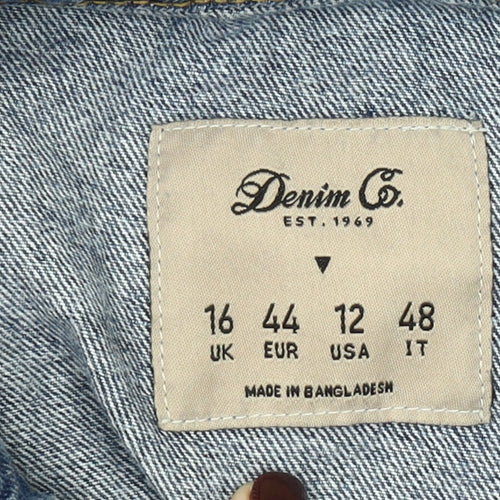 Denim Co.
EST. 1969
16 44 12 48
UK EUR USA IT
MADE IN BANGLADESH